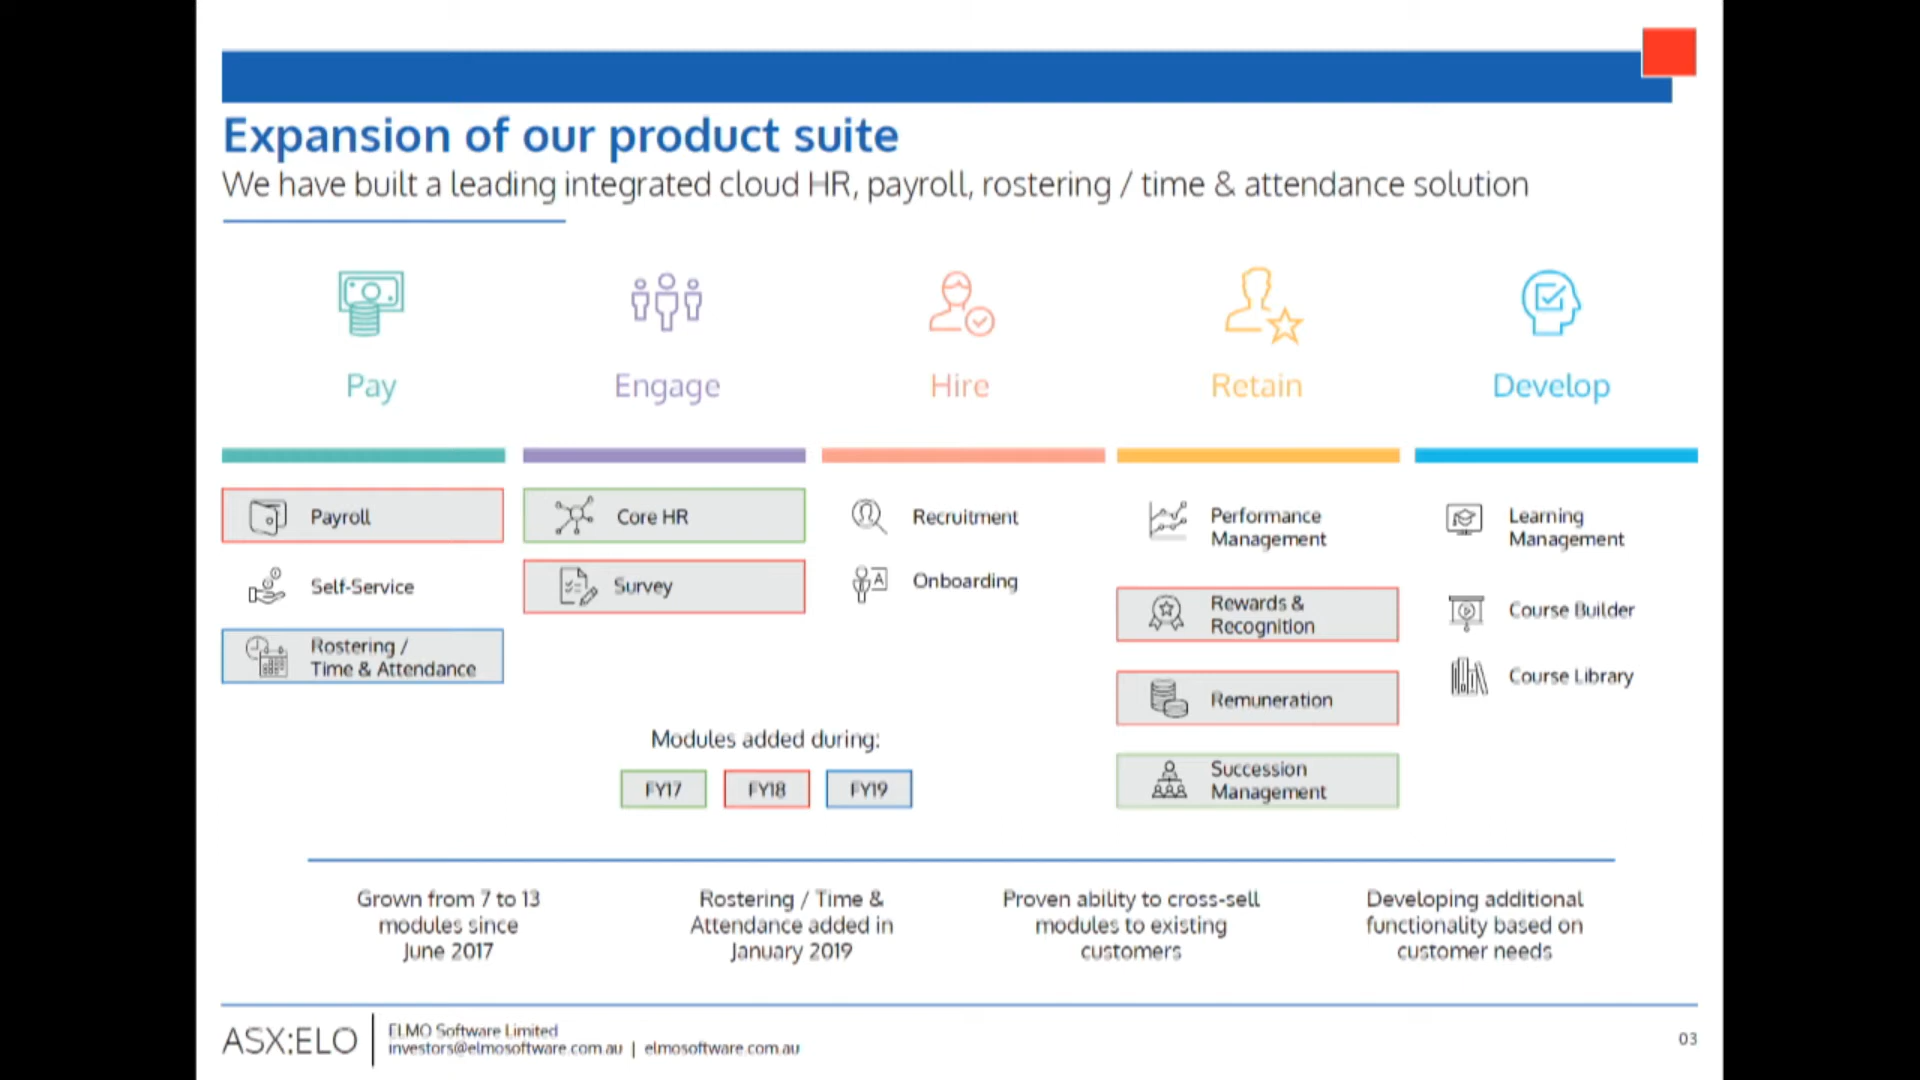 Expansion of our product suite
We have built a leading integrated cloud HR, payroll, rostering / time & attendance solution
Pay
Engage
Hire
Retain
Develop
Payroll
Self-Service
Rostering /
Time & Attendance
Core HR
Survey
Recruitment
Onboarding
Performance
Management
Rewards &
Recognition
Remuneration
Succession
Management
Learning
Management
Course Builder
Course Library
Modules added during:
FY17
FY18
FY19
Grown from 7 to 13
modules since
June 2017
Rostering / Time &
Attendance added in
January 2019
Proven ability to cross-sell
modules to existing
customers
Developing additional
functionality based on
customer needs
ASX:ELO
ELMO Software Limited
investors@elmosoftware.com.au | elmosoftware.com.au
03